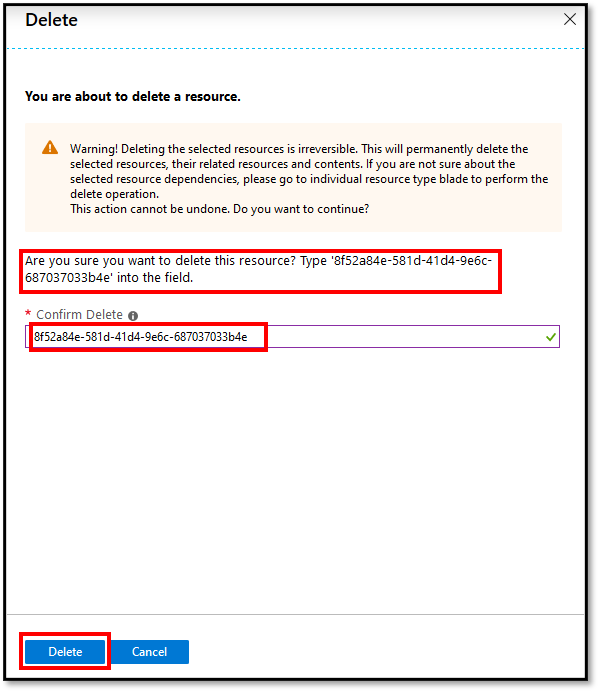 Delete
You are about to delete a resource.
Warning! Deleting the selected resources is irreversible. This will permanently delete the
selected resources, their related resources and contents. If you are not sure about the
selected resource dependencies, please go to individual resource type blade to perform the
delete operation.
This action cannot be undone. Do you want to continue?
Are you sure you want to delete this resource? Type '8f52a84e-581d-41d4-9e6c-
687037033b4e' into the field.
* Confirm Delete
8f52a84e-581d-41d4-9e6c-687037033b4e
Delete
Cancel